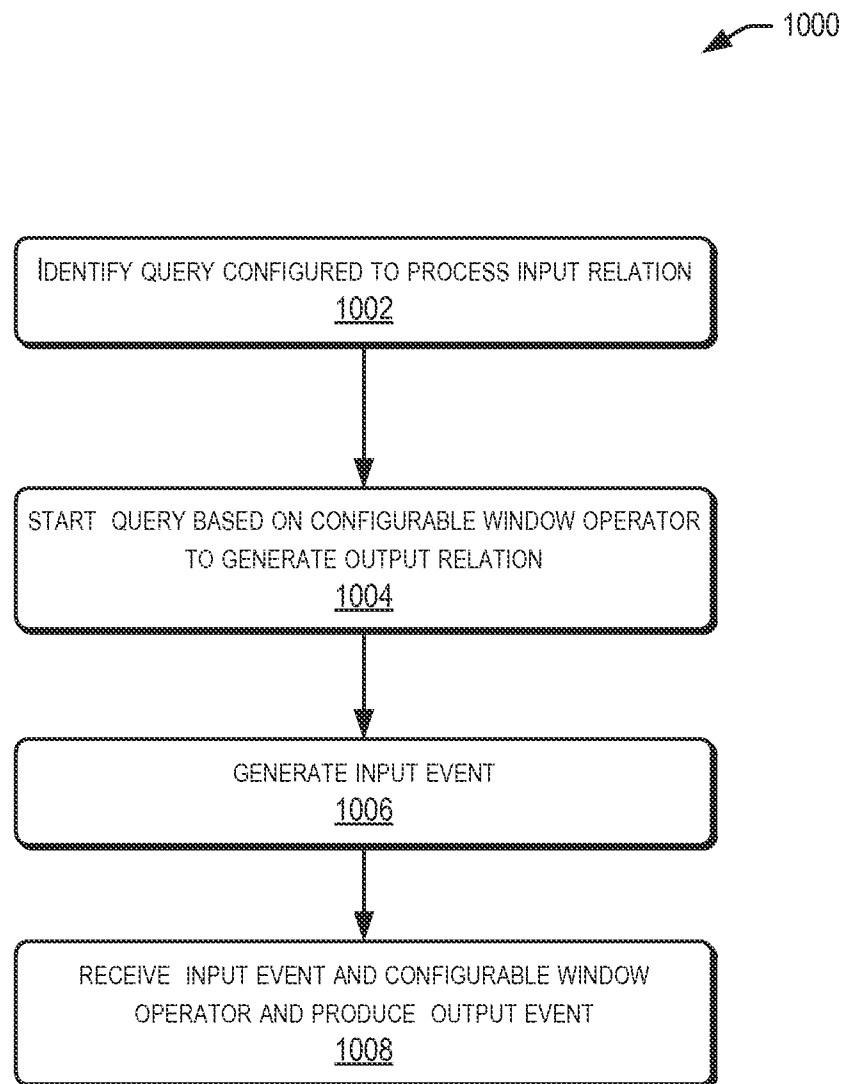 1000
IDENTIFY QUERY CONFIGURED TO PROCESS INPUT RELATION
1002
START QUERY BASED ON CONFIGURABLE WINDOW OPERATOR
TO GENERATE OUTPUT RELATION
1004
GENERATE INPUT EVENT
1006
RECEIVE INPUT EVENT AND CONFIGURABLE WINDOW
OPERATOR AND PRODUCE OUTPUT EVENT
1008